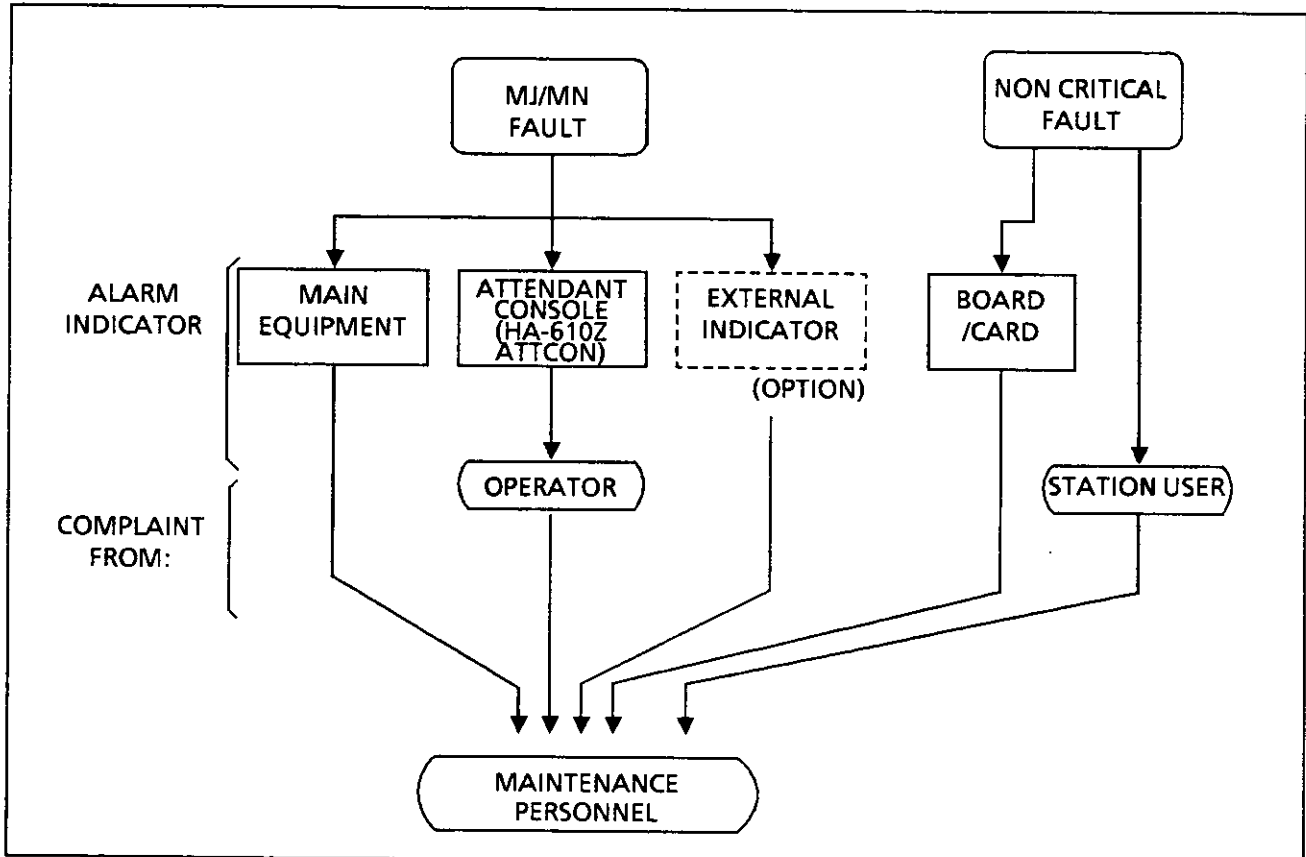 MJ/MN
FAULT
NON CRITICAL
FAULT
ALARM
INDICATOR
MAIN
EQUIPMENT
ATTENDANT
CONSOLE
(HA-610Z
ATTCON)
EXTERNAL
INDICATOR
(OPTION)
BOARD
/CARD
OPERATOR
STATION USER
COMPLAINT
FROM:
MAINTENANCE
PERSONNEL